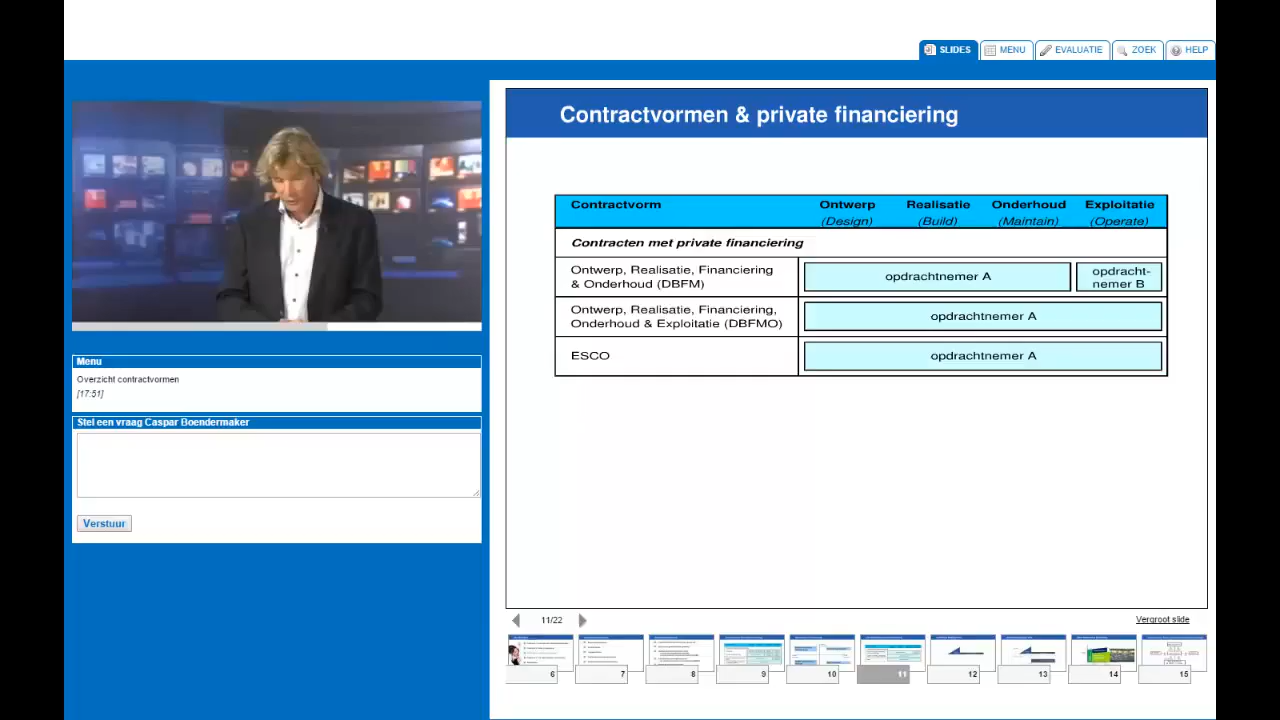 SLIDES MENU EVALUATIE ZOEK HELP
Contractvormen & private financiering
Contractvorm Ontwerp Realisatie Onderhoud Exploitatie
(Design) (Build) (Maintain) (Operate)
Contracten met private financiering
Ontwerp, Realisatie, Financiering
& Onderhoud (DBFM)
opdrachtnemer A
opdracht-
nemer B
Ontwerp, Realisatie, Financiering,
Onderhoud & Exploitatie (DBFMO)
opdrachtnemer A
ESCO
opdrachtnemer A
Menu
Overzicht contractvormen
[17:51]
Stel een vraag Caspar Boendermaker
Verstuur
11/22
Vergroot slide
6 7 8 9 10 11 12 13 14 15